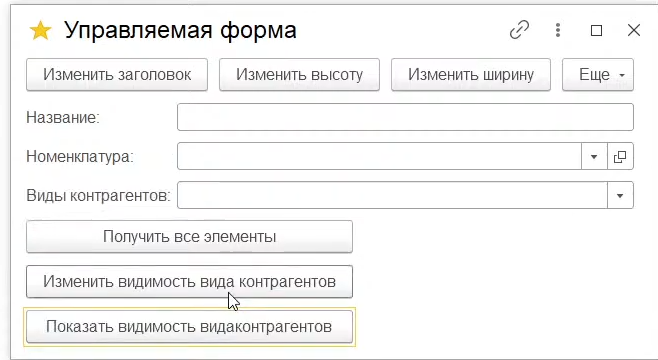 Управляемая форма
Изменить заголовок Изменить высоту Изменить ширину Еще
Название:
Номенклатура:
Виды контрагентов:
Получить все элементы
Изменить видимость вида контрагентов
Показать видимость видаконтрагентов